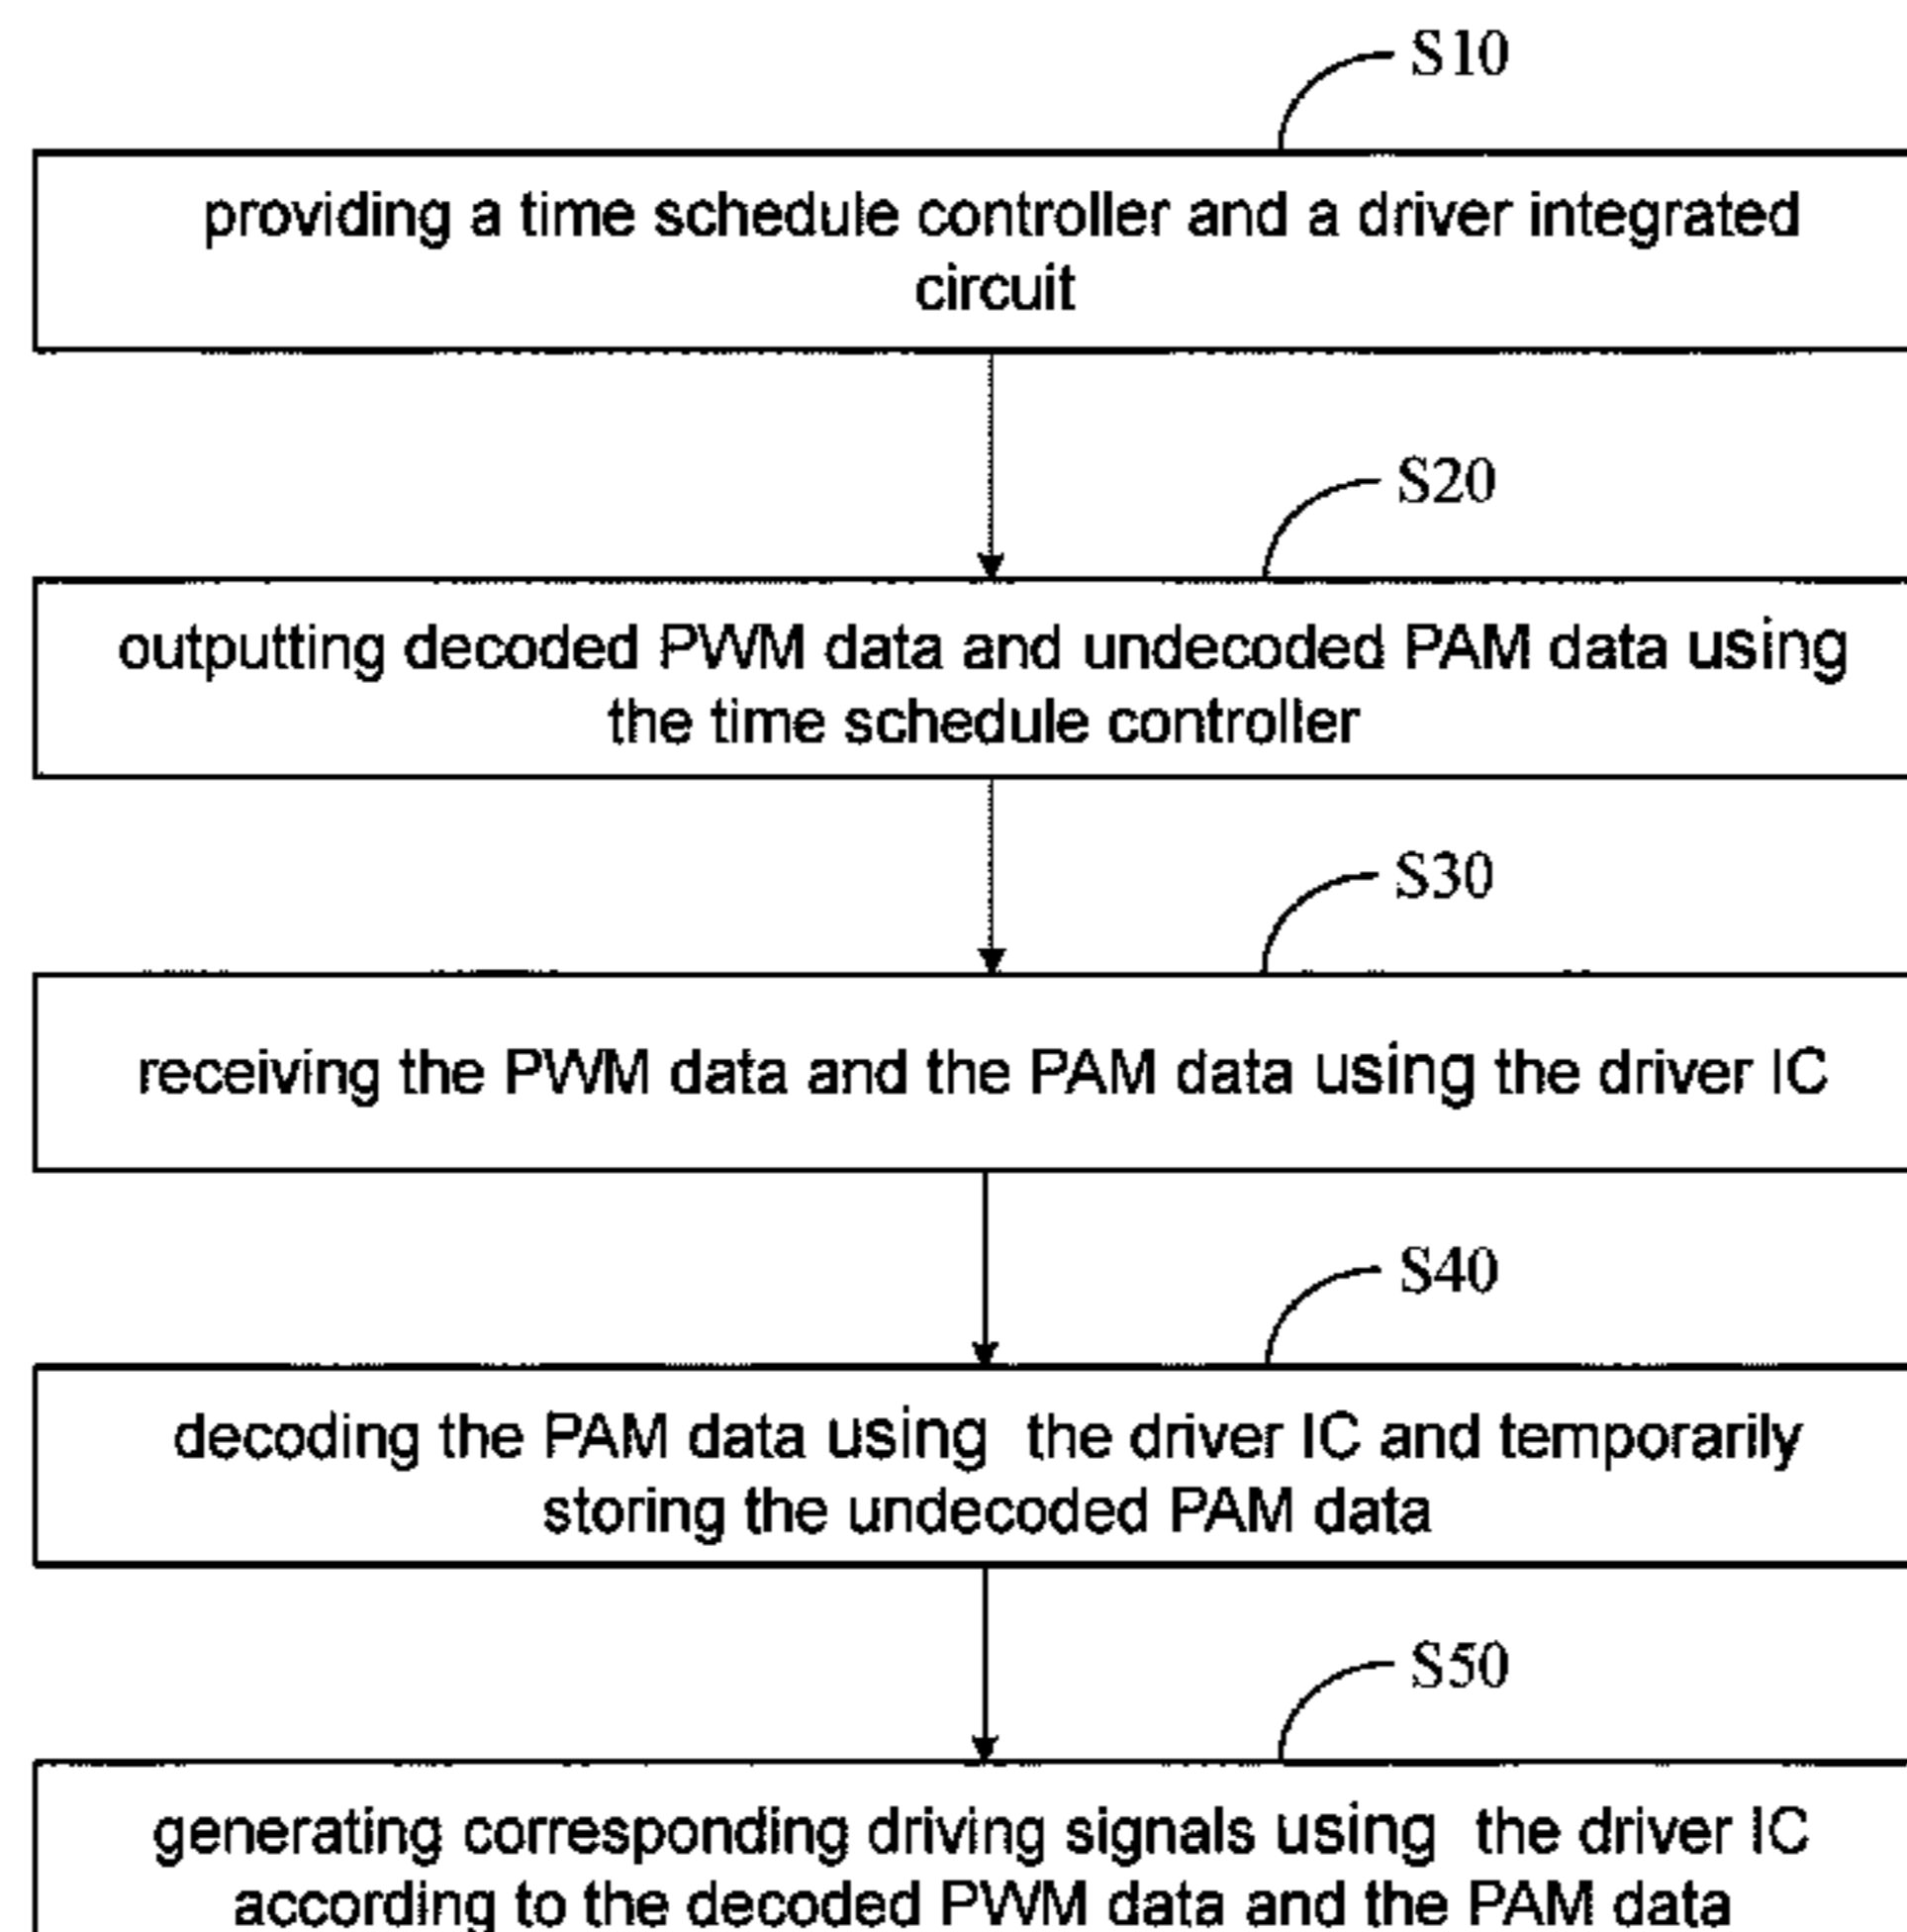 S10
providing a time schedule controller and a driver integrated
circuit
S20
outputting decoded PWM data and undecoded PAM data using
the time schedule controller
S30
receiving the PWM data and the PAM data using the driver IC
S40
decoding the PAM data using the driver IC and temporarily
storing the undecoded PAM data
S50
generating corresponding driving signals using the driver IC
according to the decoded PWM data and the PAM data